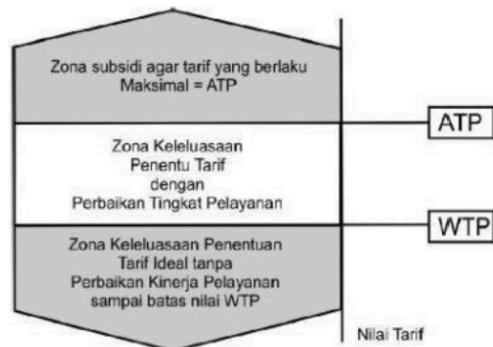 Zona subsidi agar tarif yang berlaku
Maksimal = ATP
ATP
Zona Keleluasaan
Penentu Tarif
dengan
Perbaikan Tingkat Pelayanan
WTP
Zona Keleluasaan Penentuan
Tarif Ideal tanpa
Perbaikan Kinerja Pelayanan
sampai batas nilai WTP
Nilai Tarif